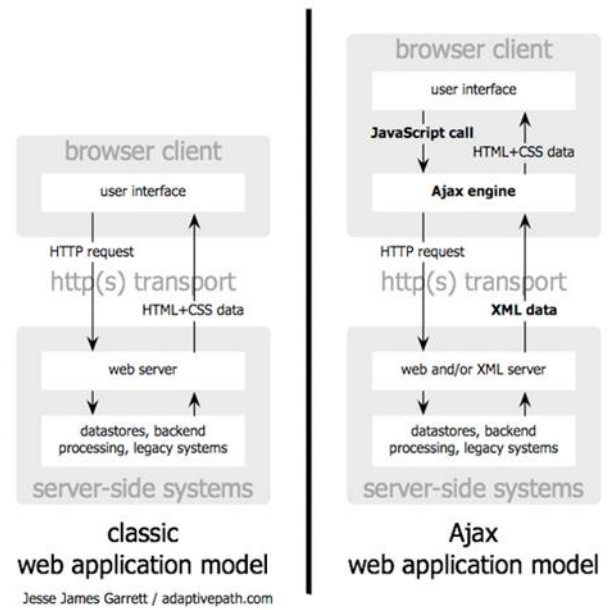 browser client
user interface
HTTP request
http(s) transport
HTML+CSS data
web server
datastores, backend
processing, legacy systems
server-side systems
classic
web application model
Jesse James Garrett / adaptivepath.com
browser client
user interface
JavaScript call
HTML+CSS data
Ajax engine
HTTP request
http(s) transport
XML data
web and/or XML server
datastores, backend
processing, legacy systems
server-side systems
Ajax
web application model